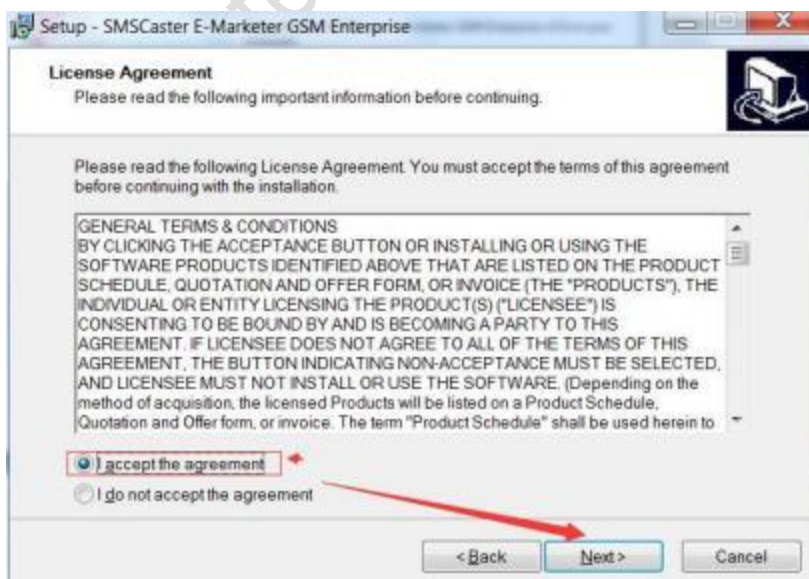 Setup - SMSCaster E-Marketer GSM Enterprise
License Agreement
Please read the following important information before continuing.
Please read the following License Agreement. You must accept the terms of this agreement
before continuing with the installation.
GENERAL TERMS & CONDITIONS
BY CLICKING THE ACCEPTANCE BUTTON OR INSTALLING OR USING THE
SOFTWARE PRODUCTS IDENTIFIED ABOVE THAT ARE LISTED ON THE PRODUCT
SCHEDULE, QUOTATION AND OFFER FORM, OR INVOICE (THE "PRODUCTS"), THE
INDIVIDUAL OR ENTITY LICENSING THE PRODUCT(S) ("LICENSEE") IS
CONSENTING TO BE BOUND BY AND IS BECOMING A PARTY TO THIS
AGREEMENT. IF LICENSEE DOES NOT AGREE TO ALL OF THE TERMS OF THIS
AGREEMENT, THE BUTTON INDICATING NON-ACCEPTANCE MUST BE SELECTED,
AND LICENSEE MUST NOT INSTALL OR USE THE SOFTWARE. (Depending on the
method of acquisition, the licensed Products will be listed on a Product Schedule,
Quotation and Offer form, or invoice. The term "Product Schedule" shall be used herein to
I accept the agreement
I do not accept the agreement
< Back
Next >
Cancel